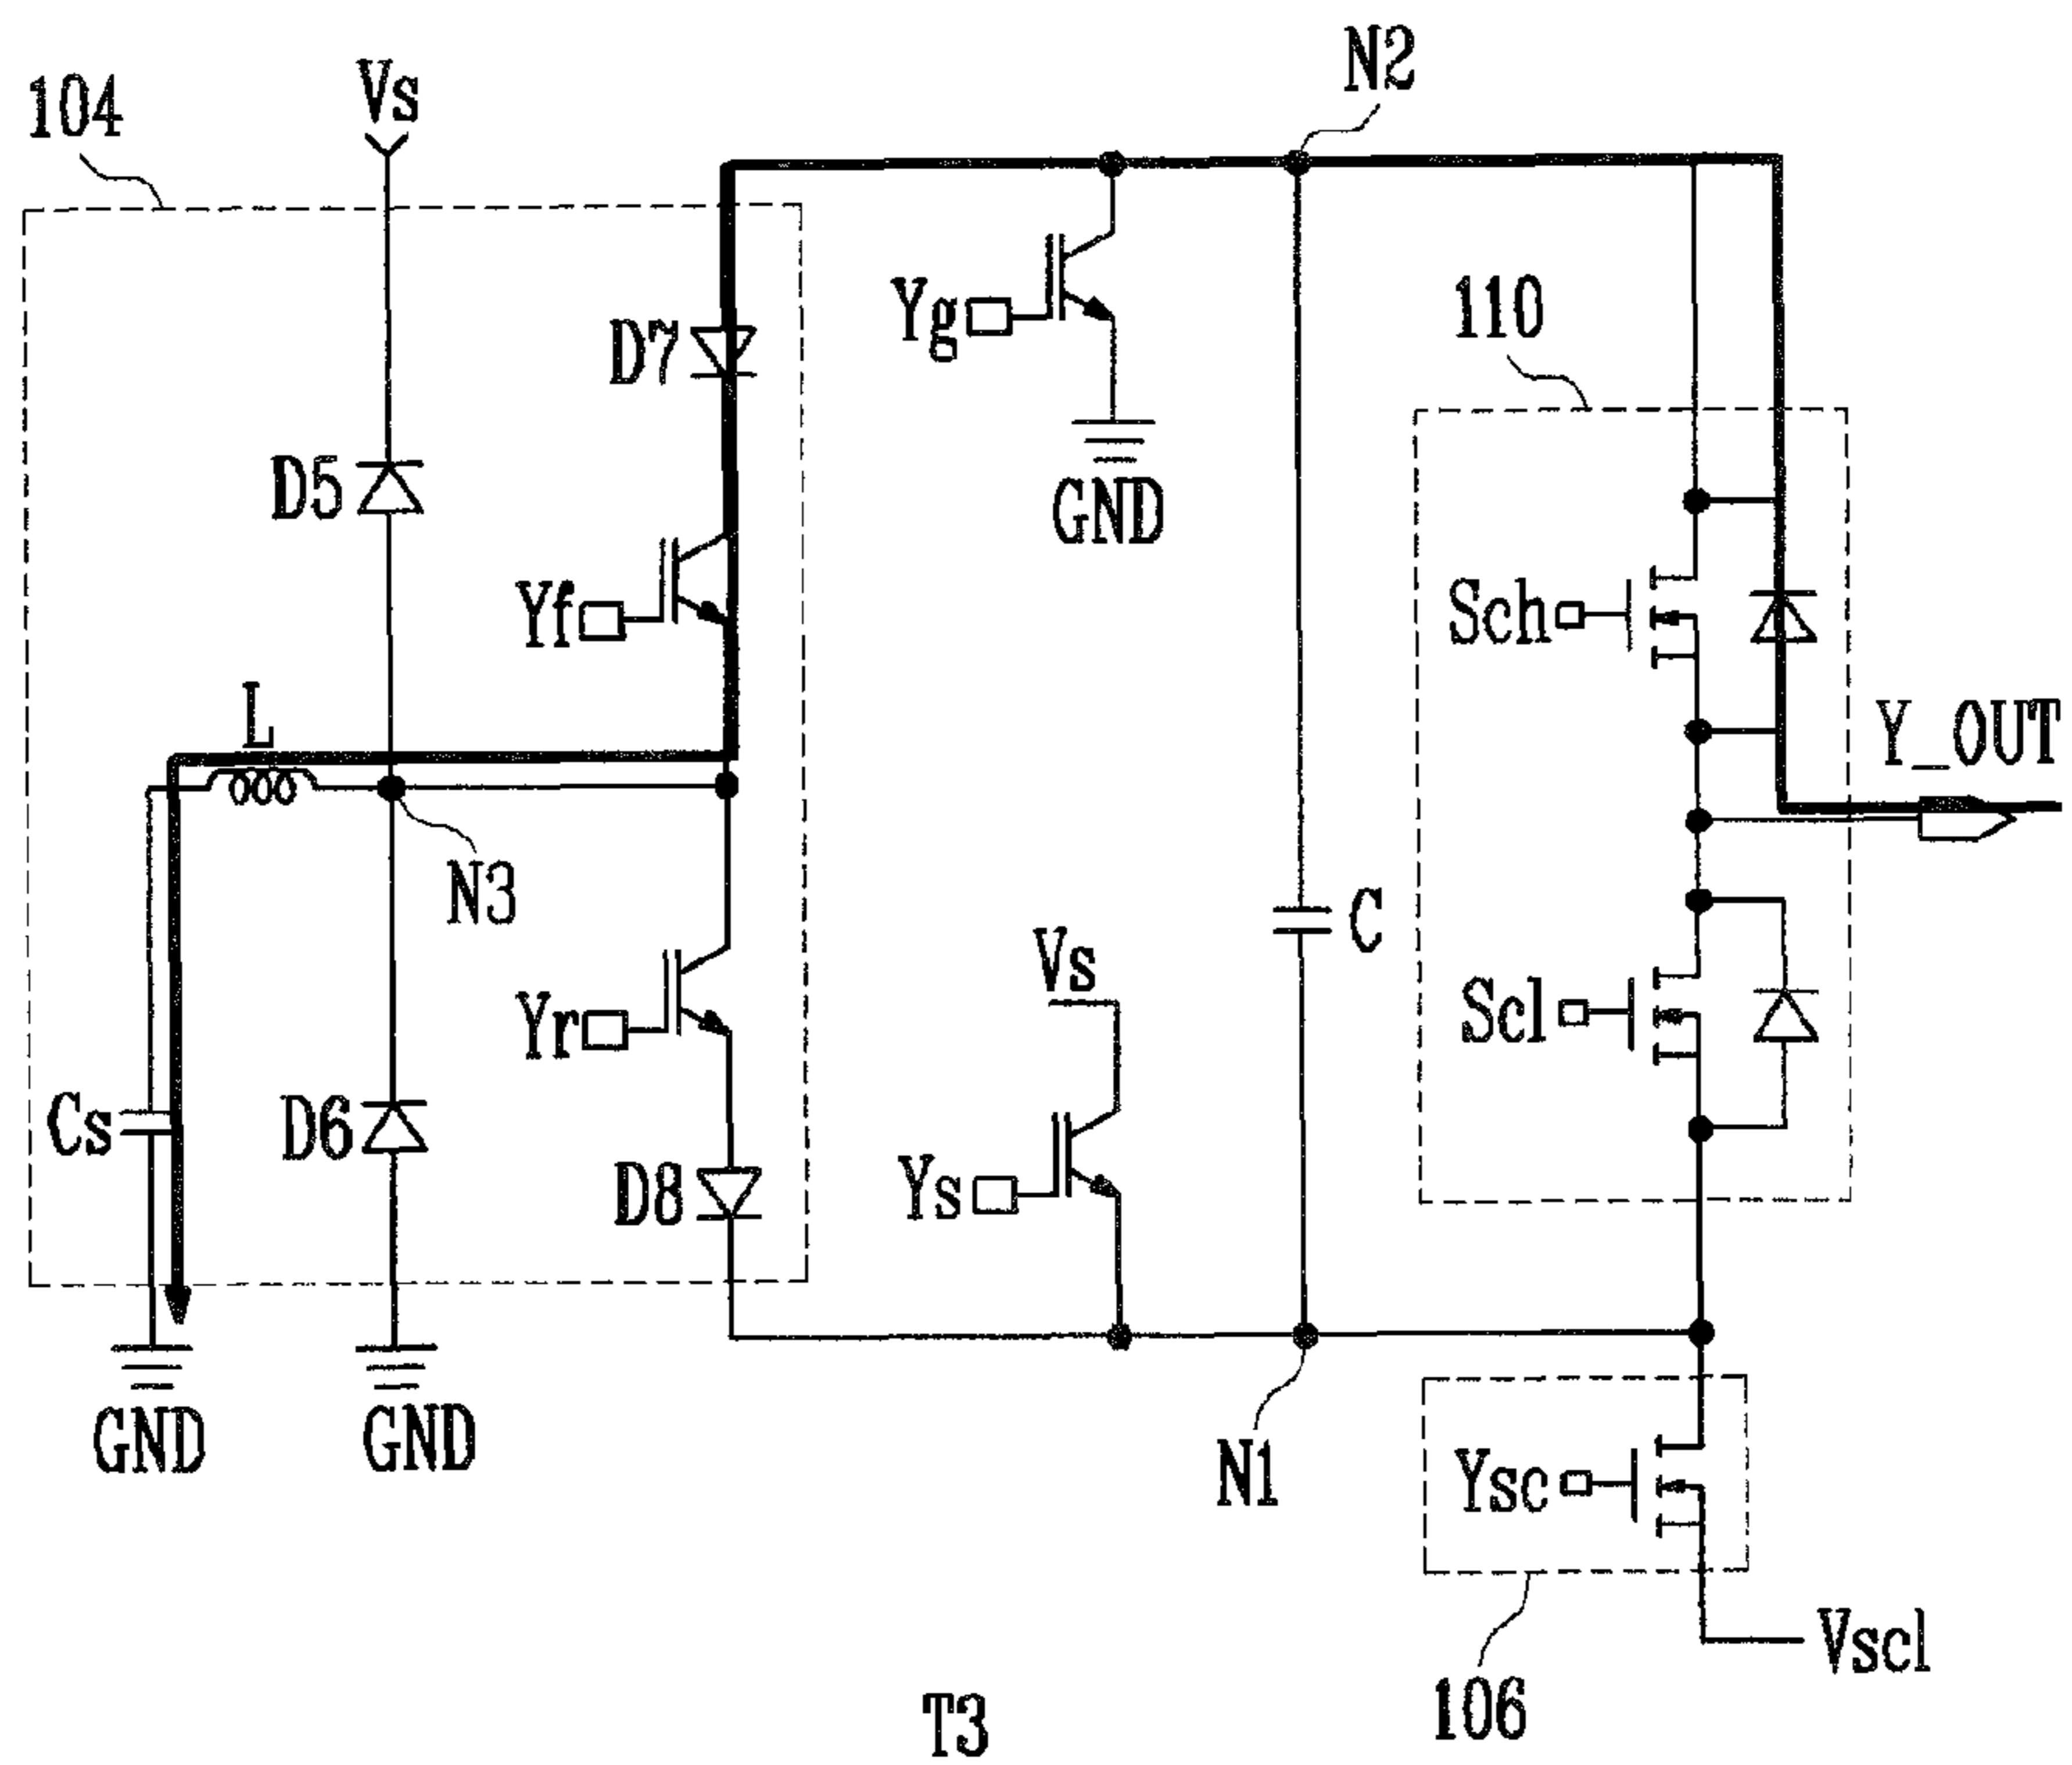 104
Vs
N2
D7
Yg
110
D5
GND
Yf
Sch
L
Y_OUT
N3
C
Vs
Yr
Scl
Cs
D6
D8
Ys
GND
GND
N1
Ysc
Vscl
106
T3